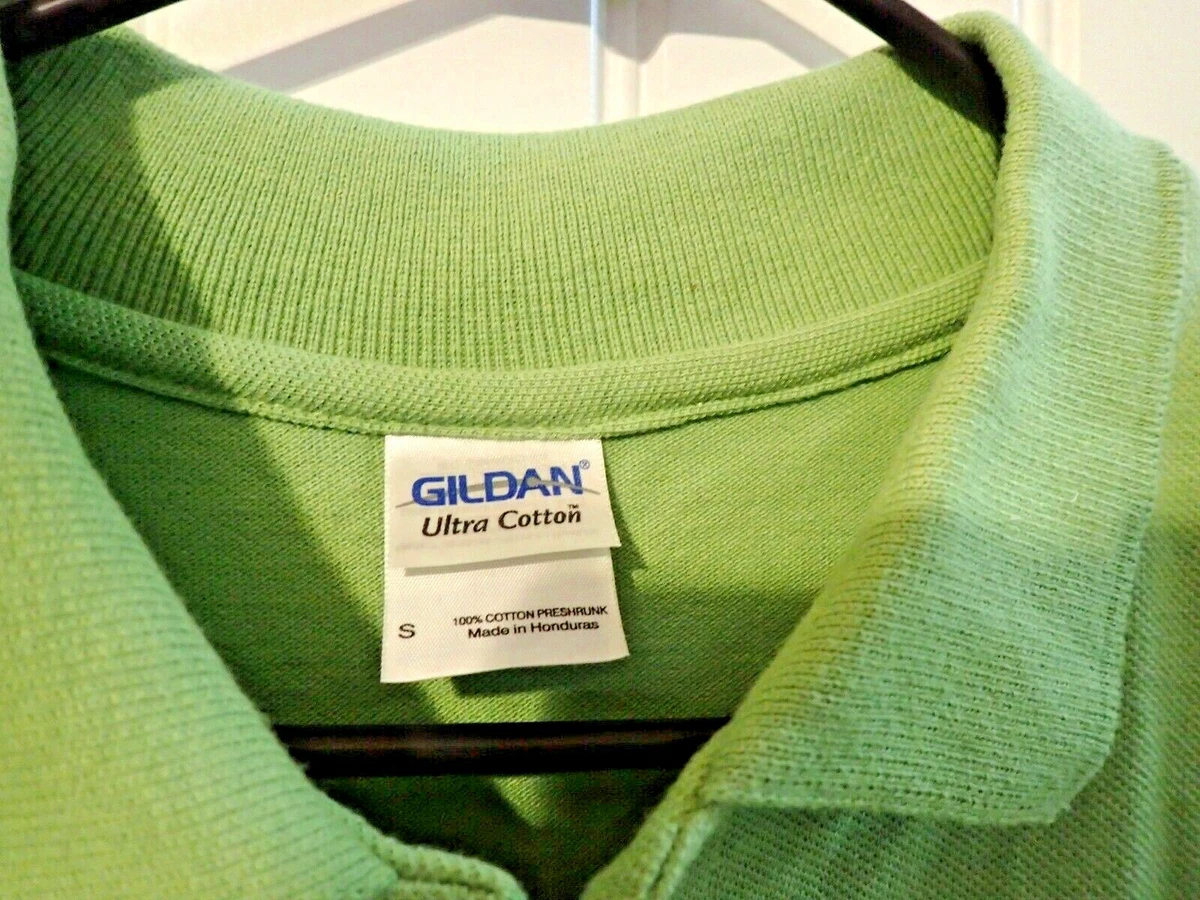 GILDAN®
Ultra Cotton™
S
100% COTTON PRESHRUNK
Made in Honduras